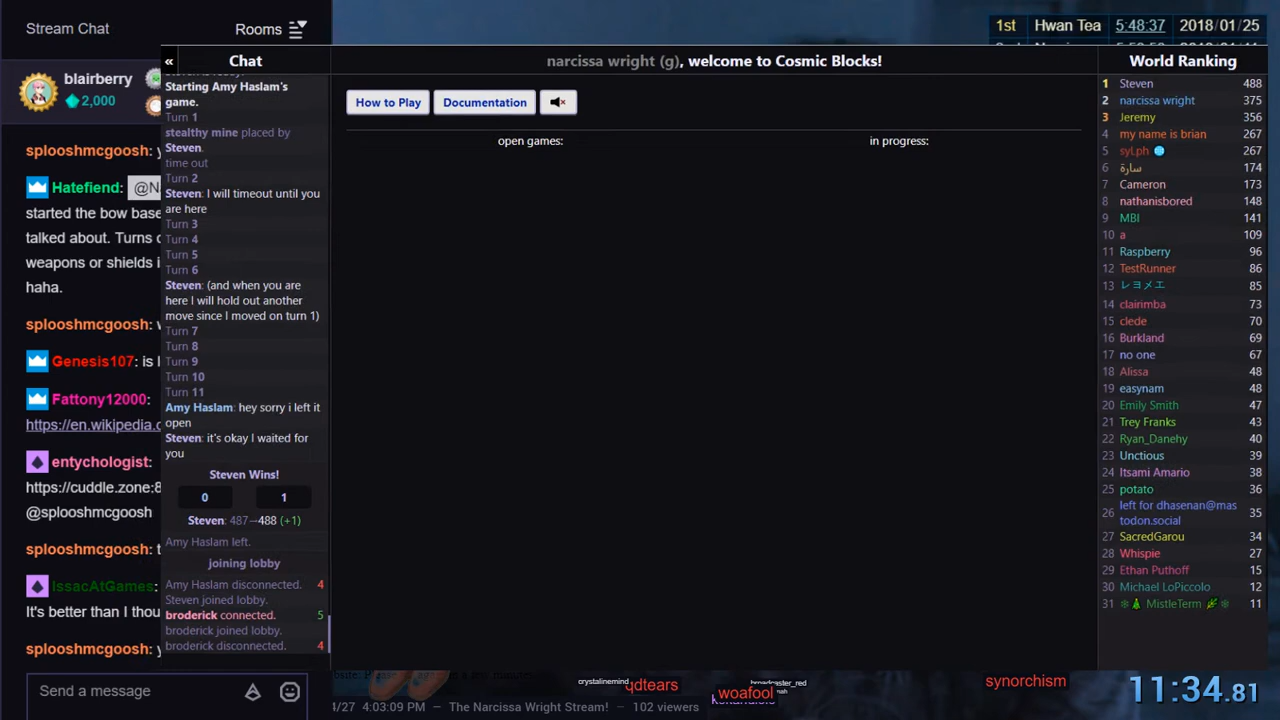 Stream Chat
Rooms
blairberry
2,000
splooshmcgoosh:
Hatefiend: @N
started the bow base
talked about. Turns o
weapons or shields i
haha.
splooshmcgoosh: w
Genesis107: is
Fattony12000:
https://en.wikipedia.o
entychologist:
https://cuddle.zone:8
@splooshmcgoosh
splooshmcgoosh: t
IssacAtGames:
It's better than I thou
splooshmcgoosh:
Send a message
«
Chat
Starting Amy Haslam's
game.
Turn 1
stealthy mine placed by
Steven.
time out
Turn 2
Steven: I will timeout until you
are here
Turn 3
Turn 4
Turn 5
Turn 6
Steven: (and when you are
here I will hold out another
move since I moved on turn 1)
Turn 7
Turn 8
Turn 9
Turn 10
Turn 11
Amy Haslam: hey sorry i left it
open
Steven: it's okay I waited for
you
Steven Wins!
0 1
Steven: 487→488 (+1)
Amy Haslam left.
joining lobby
Amy Haslam disconnected. 4
Steven joined lobby.
broderick connected. 5
broderick joined lobby.
broderick disconnected. 4
narcissa wright (g), welcome to Cosmic Blocks!
How to Play Documentation
open games: in progress:
1st Hwan Tea 5:48:37 2018/01/25
World Ranking
1 Steven 488
2 narcissa wright 375
3 Jeremy 356
4 my name is brian 267
5 syLph 267
6 سارة 174
7 Cameron 173
8 nathanisbored 148
9 MBI 141
10 a 109
11 Raspberry 96
12 TestRunner 86
13 レヨメエ 85
14 clairimba 73
15 clede 70
16 Burkland 69
17 no one 67
18 Alissa 48
19 easynam 48
20 Emily Smith 47
21 Trey Franks 43
22 Ryan_Danehy 40
23 Unctious 39
24 Itsami Amario 38
25 potato 36
26 left for dhasenan@mas
todon.social 35
27 SacredGarou 34
28 Whispie 27
29 Ethan Puthoff 15
30 Michael LoPiccolo 12
31 MistleTerm 11
crystalinemind
qdtears
broadcaster_red
woafool
synorchism
4/27 4:03:09 PM — The Narcissa Wright Stream! — 102 viewers
11:34.81